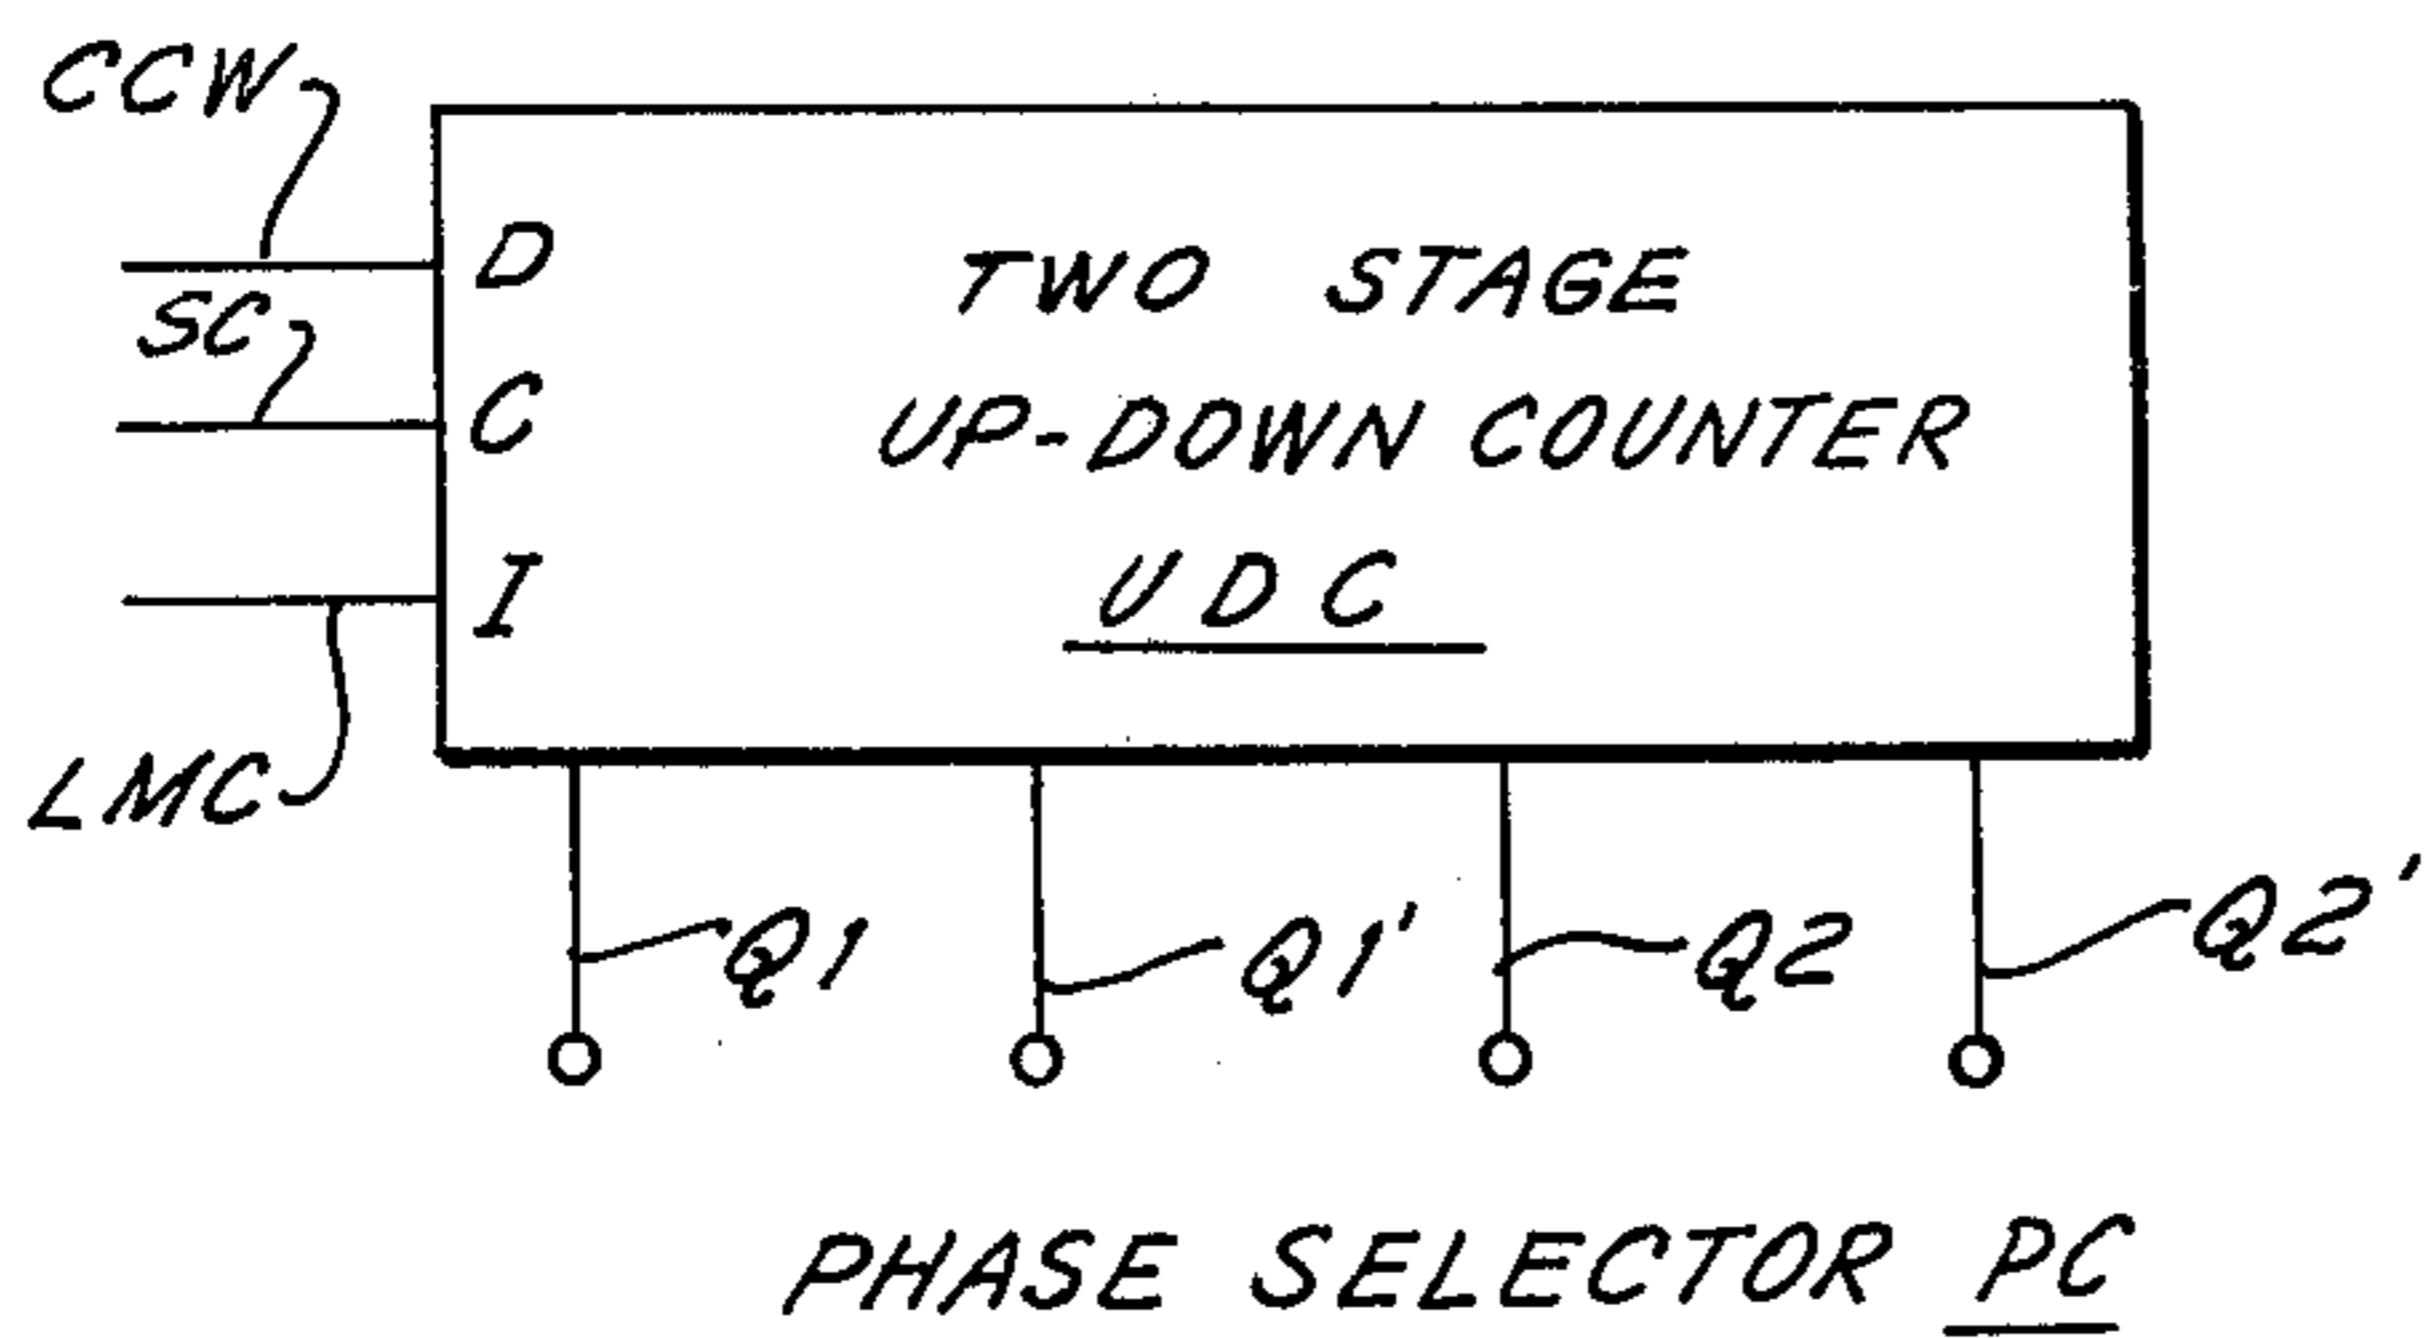 CCW
D
TWO STAGE
SC
C
UP-DOWN COUNTER
I
UDC
LMC
Q1
Q1'
Q2
Q2'
PHASE SELECTOR PC